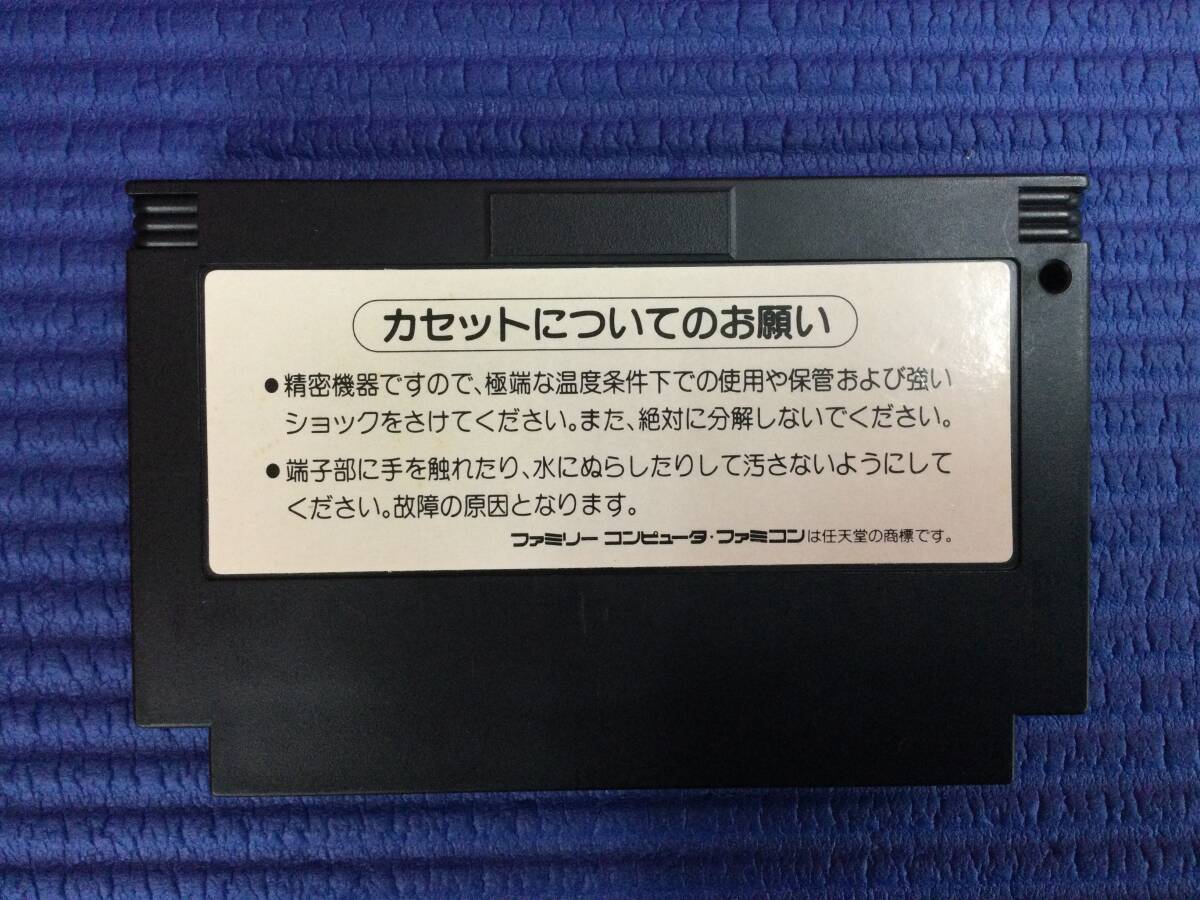 カセットについてのお願い
●精密機器ですので、極端な温度条件下での使用や保管および強い
ショックをさけてください。また、絶対に分解しないでください。
●端子部に手を触れたり、水にぬらしたりして汚さないようにして
ください。故障の原因となります。
ファミリー コンピュータ・ファミコンは任天堂の商標です。